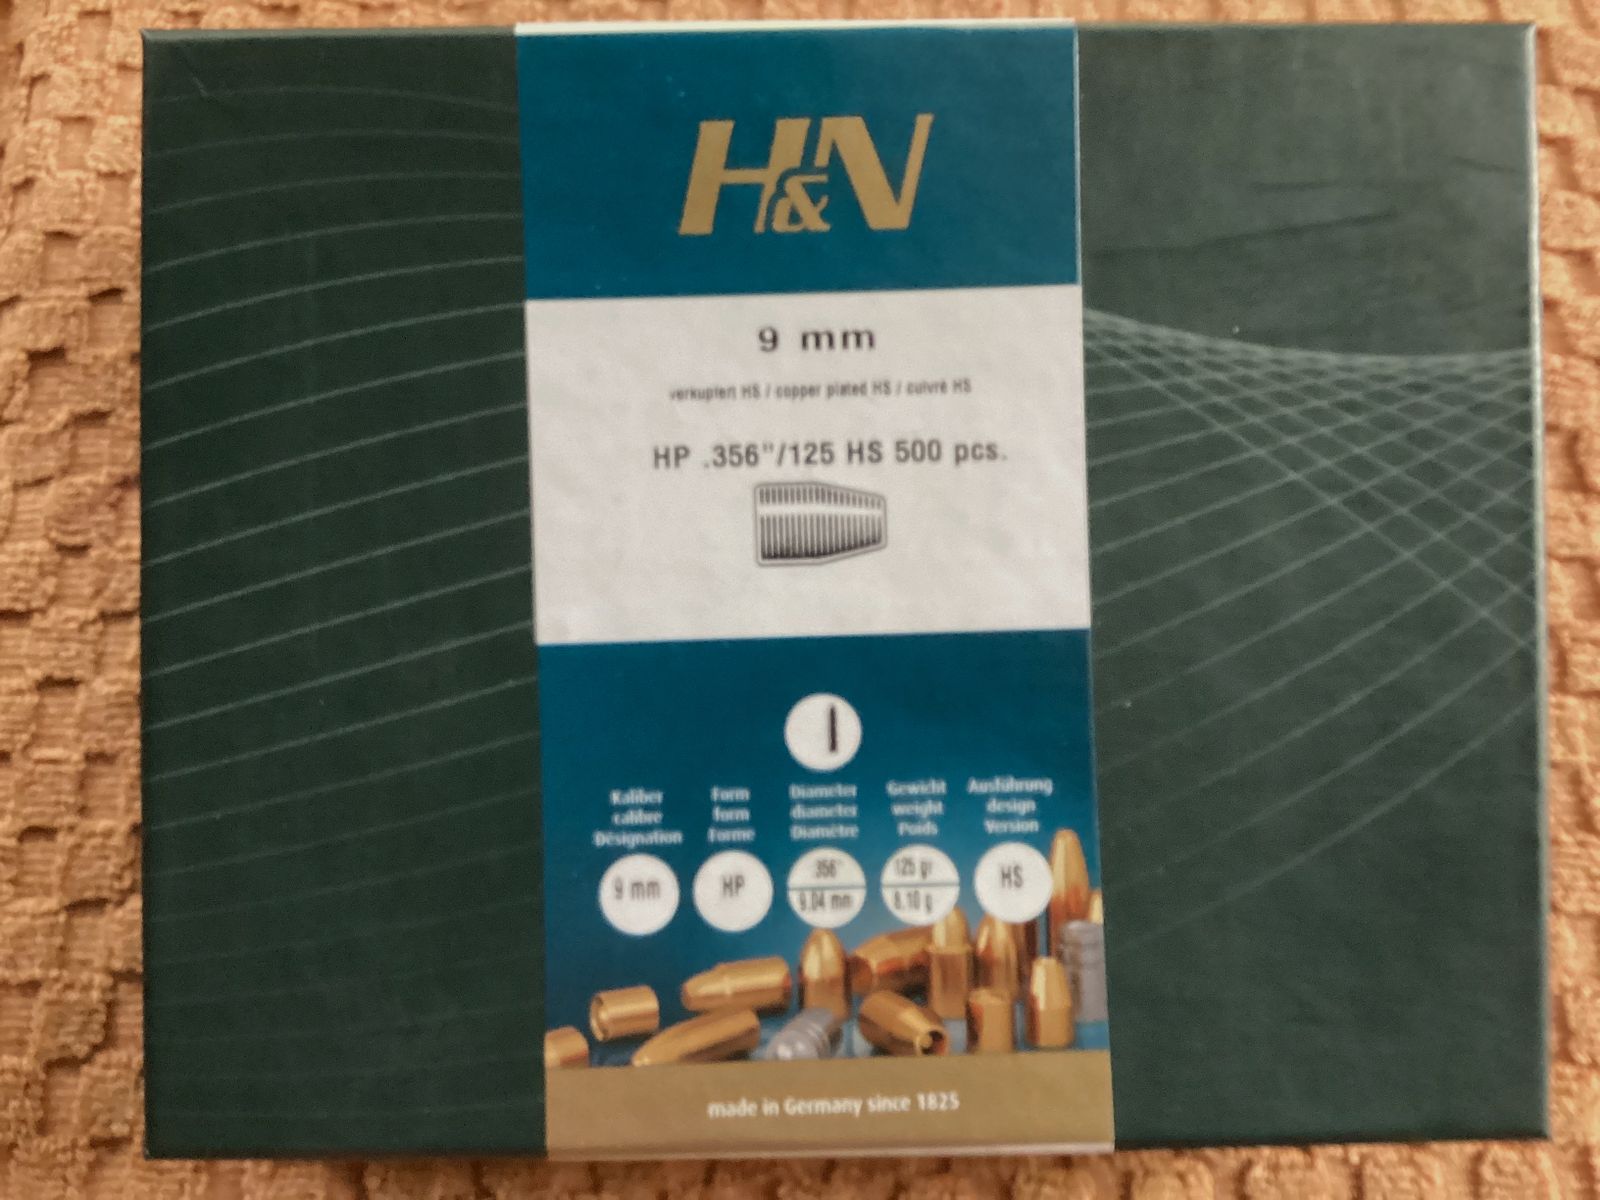 H&N
9 mm
verkupfert HS / copper plated HS / cuivré HS
HP .356"/125 HS 500 pcs.
Kaliber Form Diameter Gewicht Ausführung
calibre form diameter weight design
Désignation Forme Diamètre Poids Version
9 mm HP .356" 125 gr HS
9.04 mm 8.10 g
made in Germany since 1825